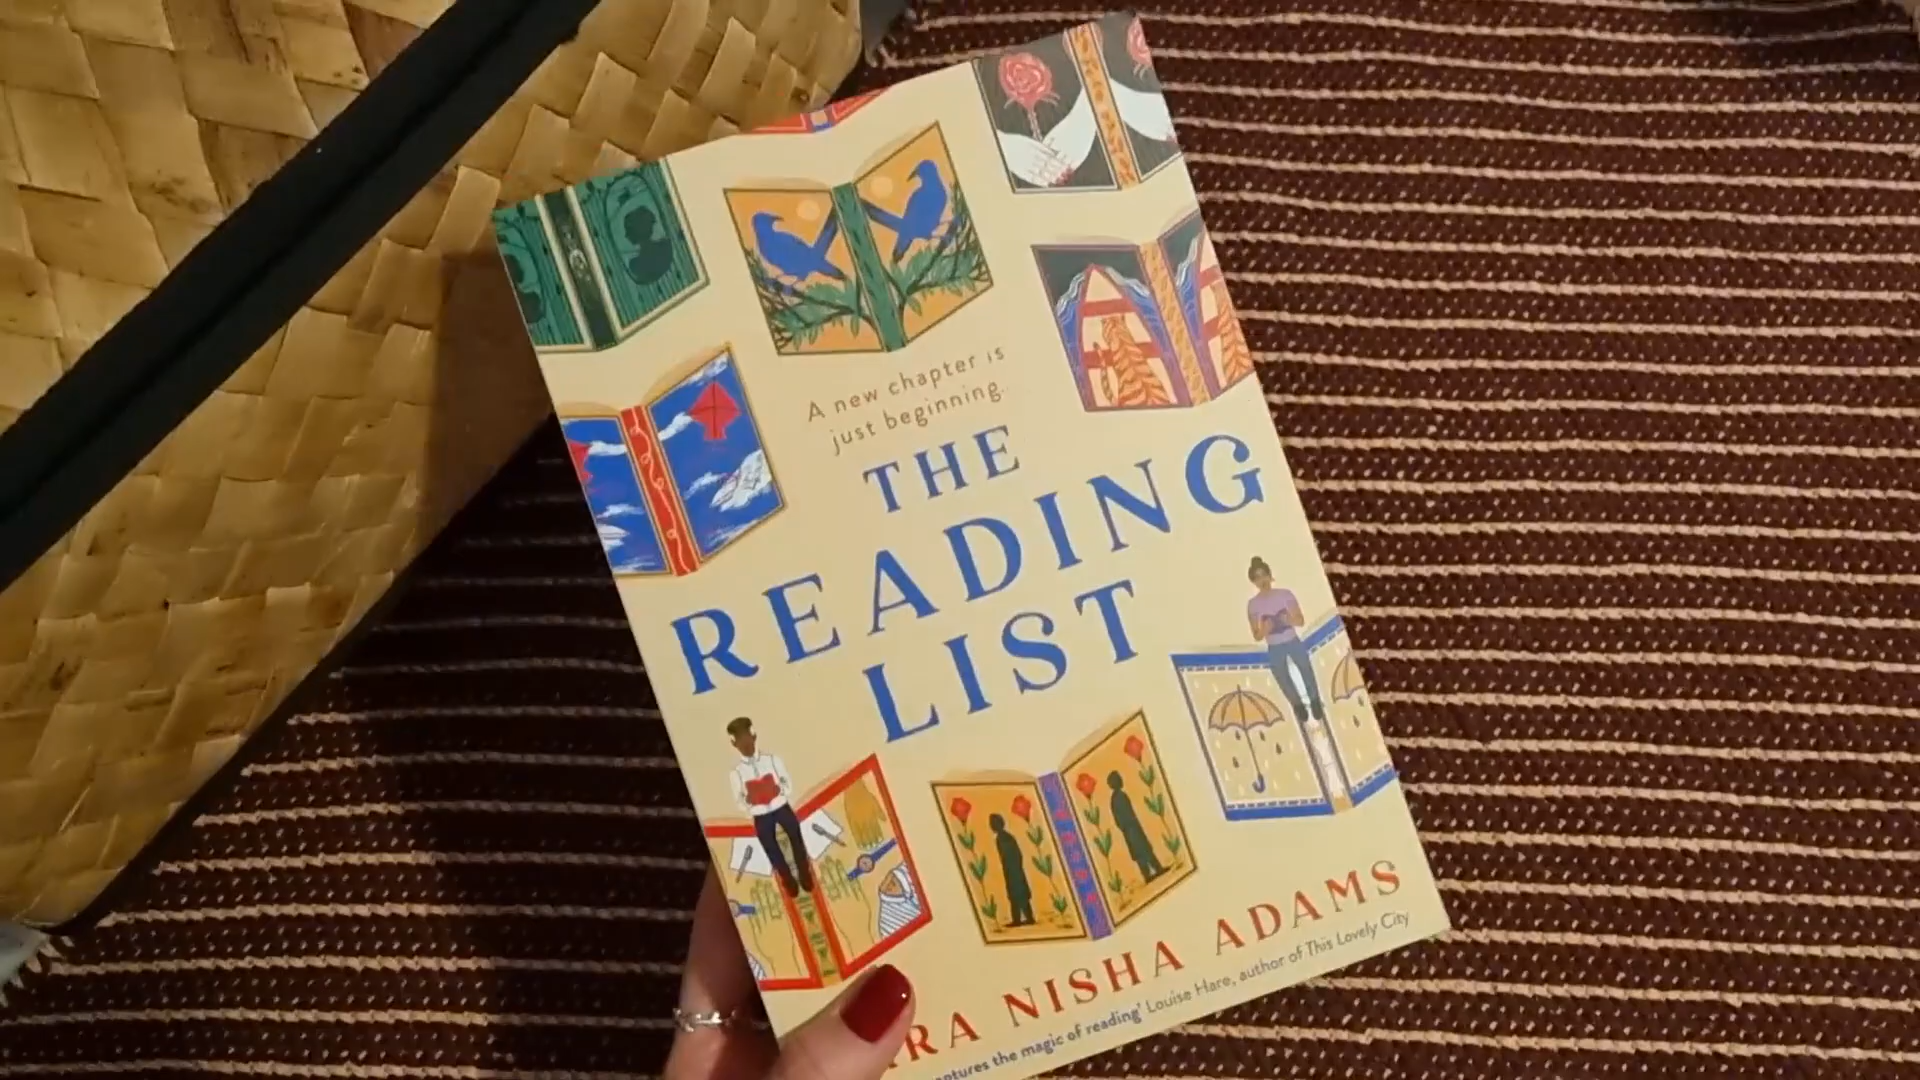 A new chapter is
just beginning.
THE
READING
LIST
NISHA ADAMS
the magic of reading' Louise Hare, author of This Lovely City